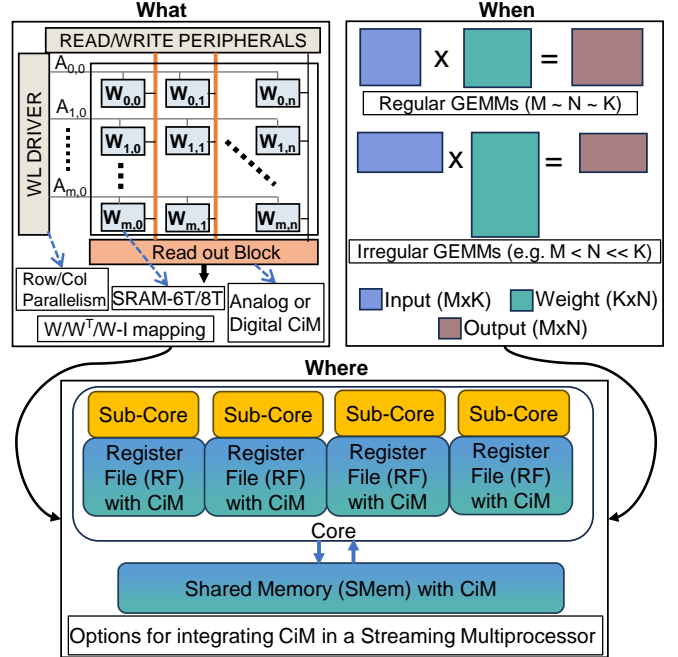 What
READ/WRITE PERIPHERALS
WL DRIVER
A0,0
W0,0 W0,1 W0,n
A1,0
W1,0 W1,1 W1,n
Am,0
Wm,0 Wm,1 Wm,n
Read out Block
Row/Col
Parallelism
SRAM-6T/8T
Analog or
Digital CiM
W/W^T/W-I mapping
When
X =
Regular GEMMs (M ~ N ~ K)
X =
Irregular GEMMs (e.g. M < N << K)
Input (MxK) Weight (KxN)
Output (MxN)
Where
Sub-Core Sub-Core Sub-Core Sub-Core
Register Register Register Register
File (RF) File (RF) File (RF) File (RF)
with CiM with CiM with CiM with CiM
Core
Shared Memory (SMem) with CiM
Options for integrating CiM in a Streaming Multiprocessor